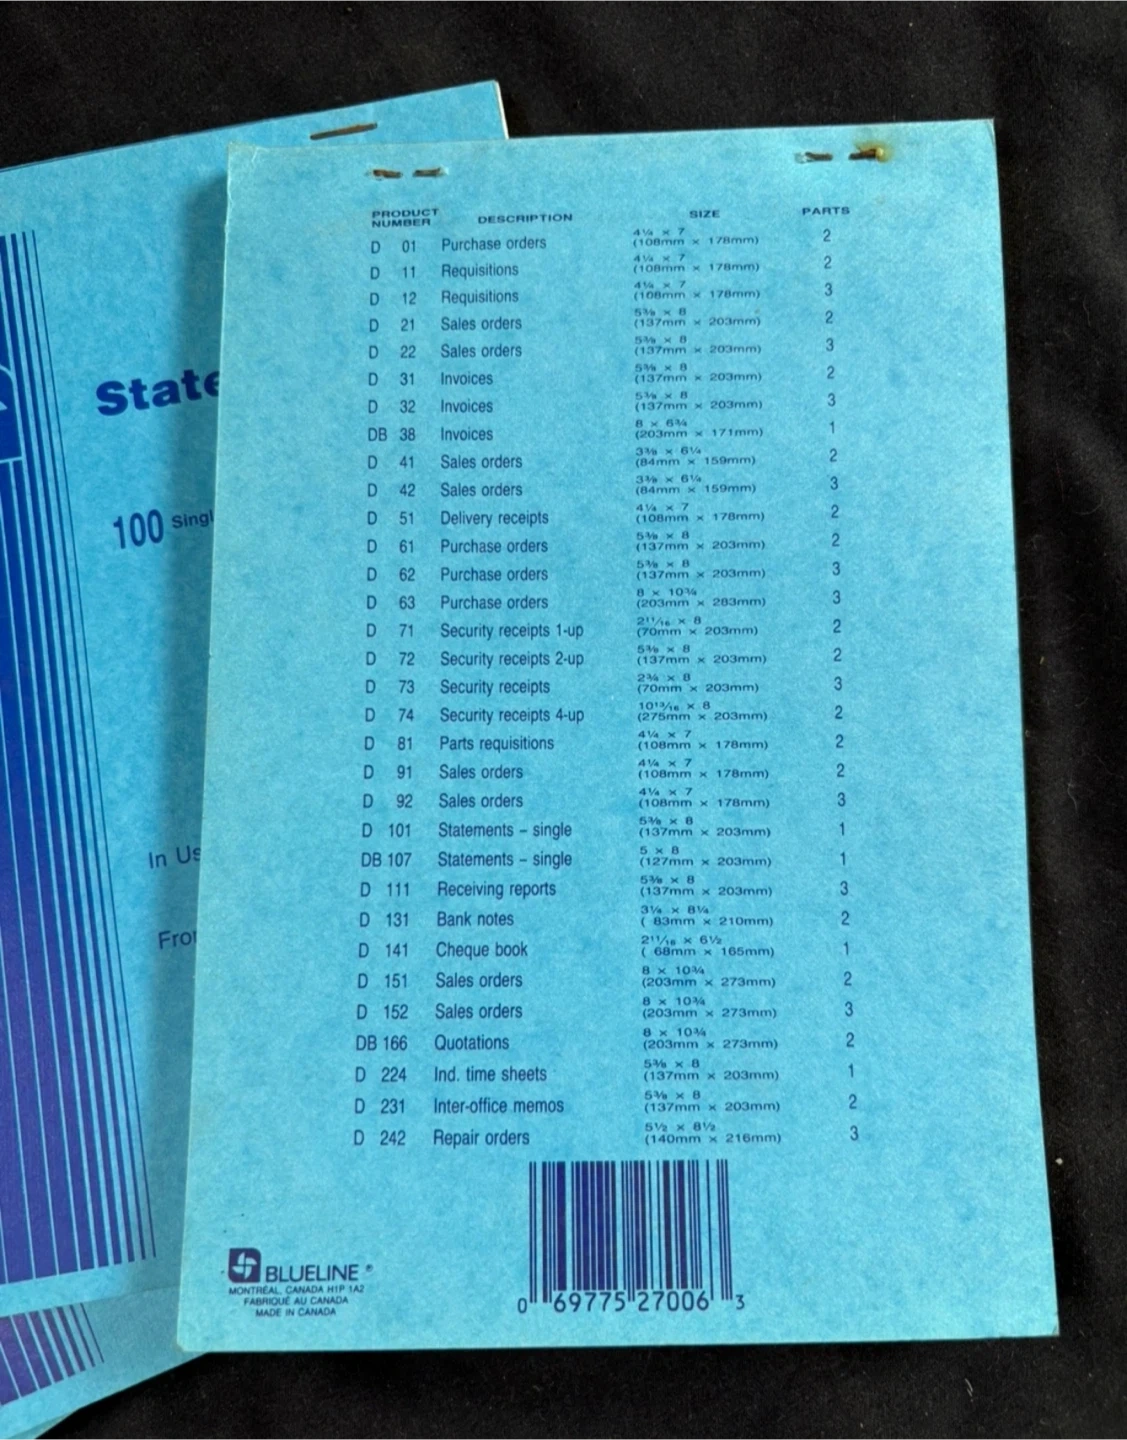 PRODUCT NUMBER DESCRIPTION SIZE PARTS
D 01 Purchase orders 4¼ × 7 (108mm × 178mm) 2
D 11 Requisitions 4¼ × 7 (108mm × 178mm) 2
D 12 Requisitions 4¼ × 7 (108mm × 178mm) 3
D 21 Sales orders 5⅜ × 8 (137mm × 203mm) 2
D 22 Sales orders 5⅜ × 8 (137mm × 203mm) 3
D 31 Invoices 5⅜ × 8 (137mm × 203mm) 2
D 32 Invoices 5⅜ × 8 (137mm × 203mm) 3
DB 38 Invoices 8 × 6¾ (203mm × 171mm) 1
D 41 Sales orders 3⅜ × 6¼ (84mm × 159mm) 2
D 42 Sales orders 3⅜ × 6¼ (84mm × 159mm) 3
D 51 Delivery receipts 4¼ × 7 (108mm × 178mm) 2
D 61 Purchase orders 5⅜ × 8 (137mm × 203mm) 2
D 62 Purchase orders 5⅜ × 8 (137mm × 203mm) 3
D 63 Purchase orders 8 × 10¾ (203mm × 283mm) 3
D 71 Security receipts 1-up 2¹¹/₁₆ × 8 (70mm × 203mm) 2
D 72 Security receipts 2-up 5⅜ × 8 (137mm × 203mm) 2
D 73 Security receipts 2¾ × 8 (70mm × 203mm) 3
D 74 Security receipts 4-up 10¹³/₁₆ × 8 (275mm × 203mm) 2
D 81 Parts requisitions 4¼ × 7 (108mm × 178mm) 2
D 91 Sales orders 4¼ × 7 (108mm × 178mm) 2
D 92 Sales orders 4¼ × 7 (108mm × 178mm) 3
D 101 Statements – single 5⅜ × 8 (137mm × 203mm) 1
DB 107 Statements – single 5 × 8 (127mm × 203mm) 1
D 111 Receiving reports 5⅜ × 8 (137mm × 203mm) 3
D 131 Bank notes 3¼ × 8¼ ( 83mm × 210mm) 2
D 141 Cheque book 2¹¹/₁₆ × 6½ ( 68mm × 165mm) 1
D 151 Sales orders 8 × 10¾ (203mm × 273mm) 2
D 152 Sales orders 8 × 10¾ (203mm × 273mm) 3
DB 166 Quotations 8 × 10¾ (203mm × 273mm) 2
D 224 Ind. time sheets 5⅜ × 8 (137mm × 203mm) 1
D 231 Inter-office memos 5⅜ × 8 (137mm × 203mm) 2
D 242 Repair orders 5½ × 8½ (140mm × 216mm) 3
BLUELINE ®
MONTRÉAL, CANADA H1P 1A2
FABRIQUÉ AU CANADA
MADE IN CANADA
0 69775 27006 3
State
100 Singl
In Us
Fro